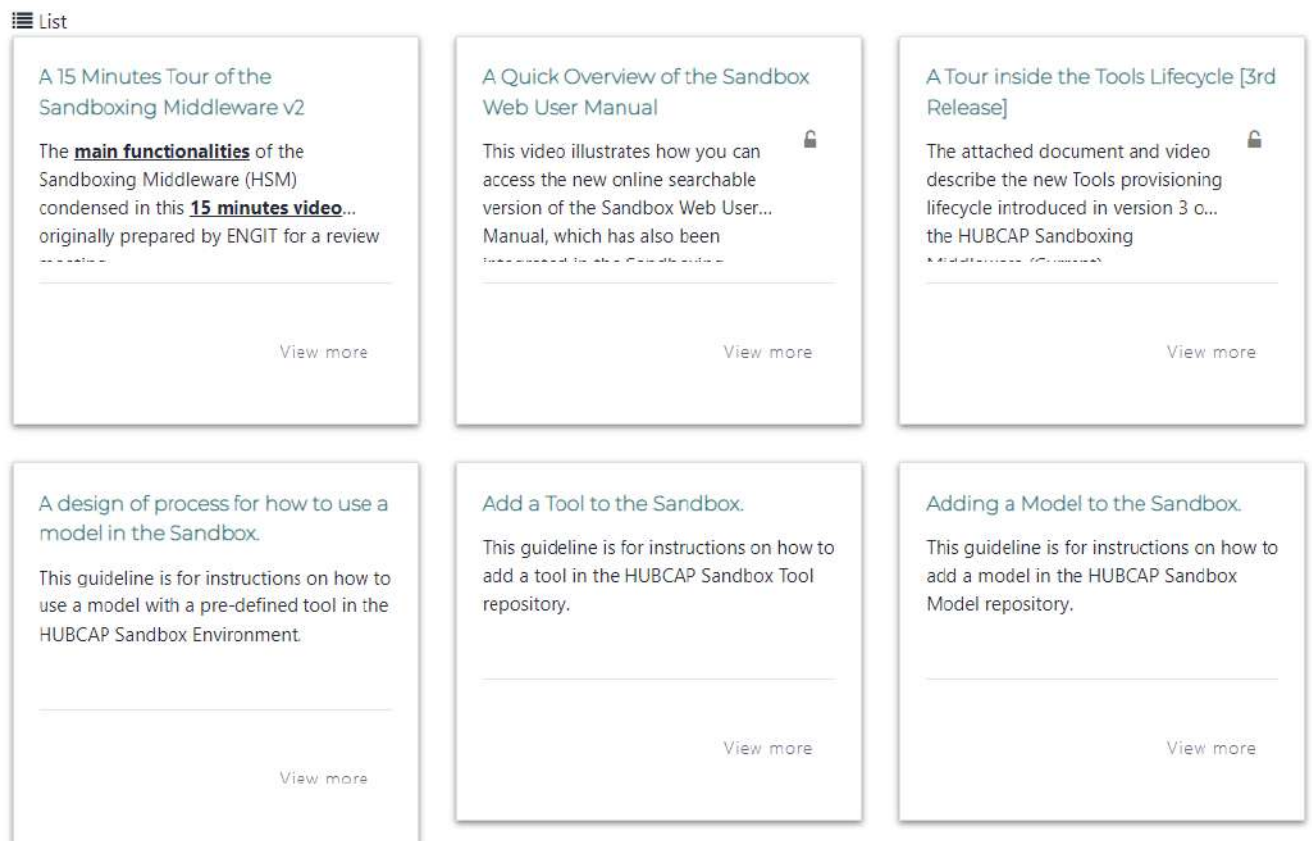 List
A 15 Minutes Tour of the
Sandboxing Middleware v2
The main functionalities of the
Sandboxing Middleware (HSM)
condensed in this 15 minutes video...
originally prepared by ENGIT for a review
View more
A Quick Overview of the Sandbox
Web User Manual
This video illustrates how you can
access the new online searchable
version of the Sandbox Web User...
Manual, which has also been
integrated in the Sandboxing
View more
A Tour inside the Tools Lifecycle [3rd
Release]
The attached document and video
describe the new Tools provisioning
lifecycle introduced in version 3 o...
the HUBCAP Sandboxing
Middleware (Current)
View more
A design of process for how to use a
model in the Sandbox.
This guideline is for instructions on how to
use a model with a pre-defined tool in the
HUBCAP Sandbox Environment.
View more
Add a Tool to the Sandbox.
This guideline is for instructions on how to
add a tool in the HUBCAP Sandbox Tool
repository.
View more
Adding a Model to the Sandbox.
This guideline is for instructions on how to
add a model in the HUBCAP Sandbox
Model repository.
View more